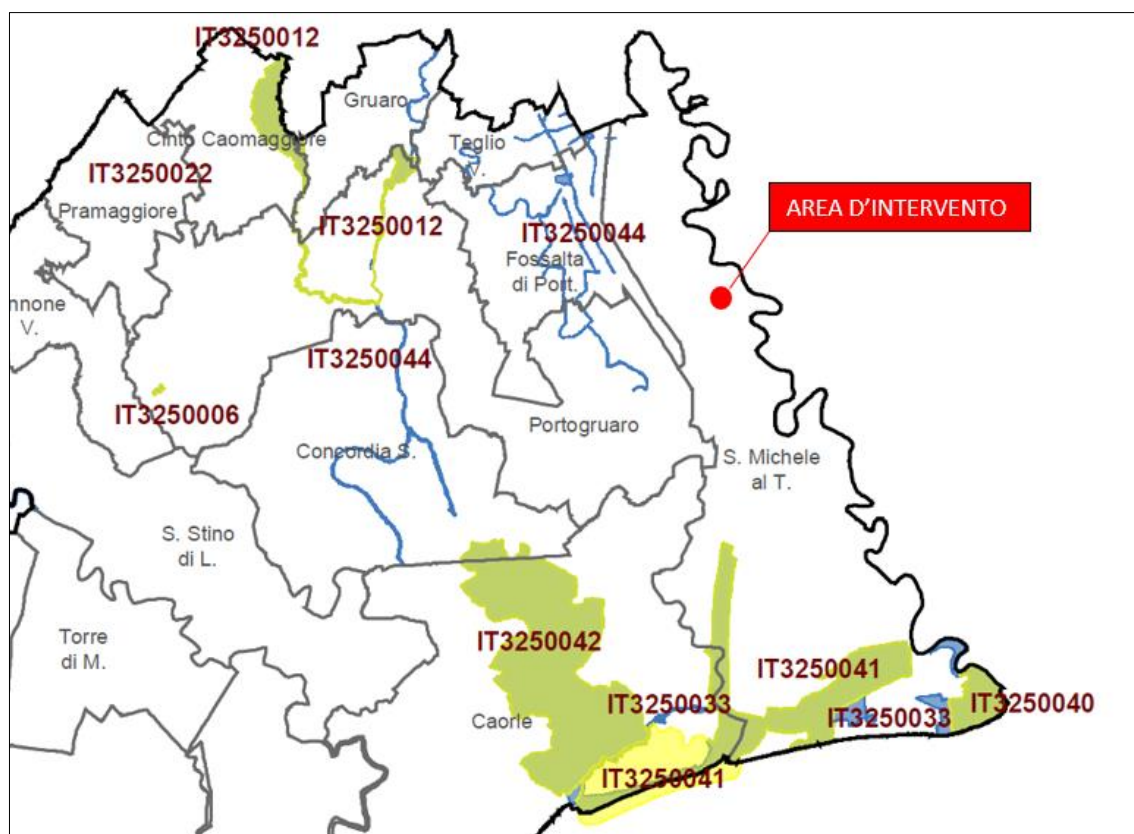 IT3250012
Gruaro
Cinto Caomaggiore
Teglio
V.
IT3250022
Pramaggiore
AREA D'INTERVENTO
IT3250012
IT3250044
Fossalta
di Port.
nnone
V.
IT3250044
IT3250006
Portogruaro
Concordia S.
S. Michele
al T.
S. Stino
di L.
Torre
di M.
IT3250042
IT3250041
IT3250033
IT3250040
Caorle
IT3250033
IT3250041